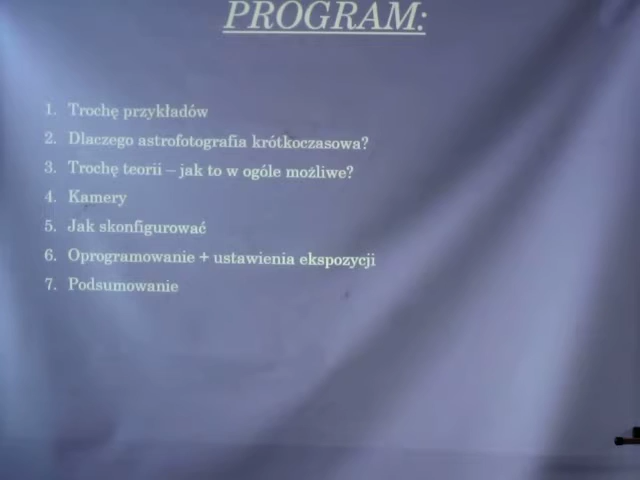 PROGRAM:
1. Trochę przykładów
2. Dlaczego astrofotografia krótkoczasowa?
3. Trochę teorii – jak to w ogóle możliwe?
4. Kamery
5. Jak skonfigurować
6. Oprogramowanie + ustawienia ekspozycji
7. Podsumowanie